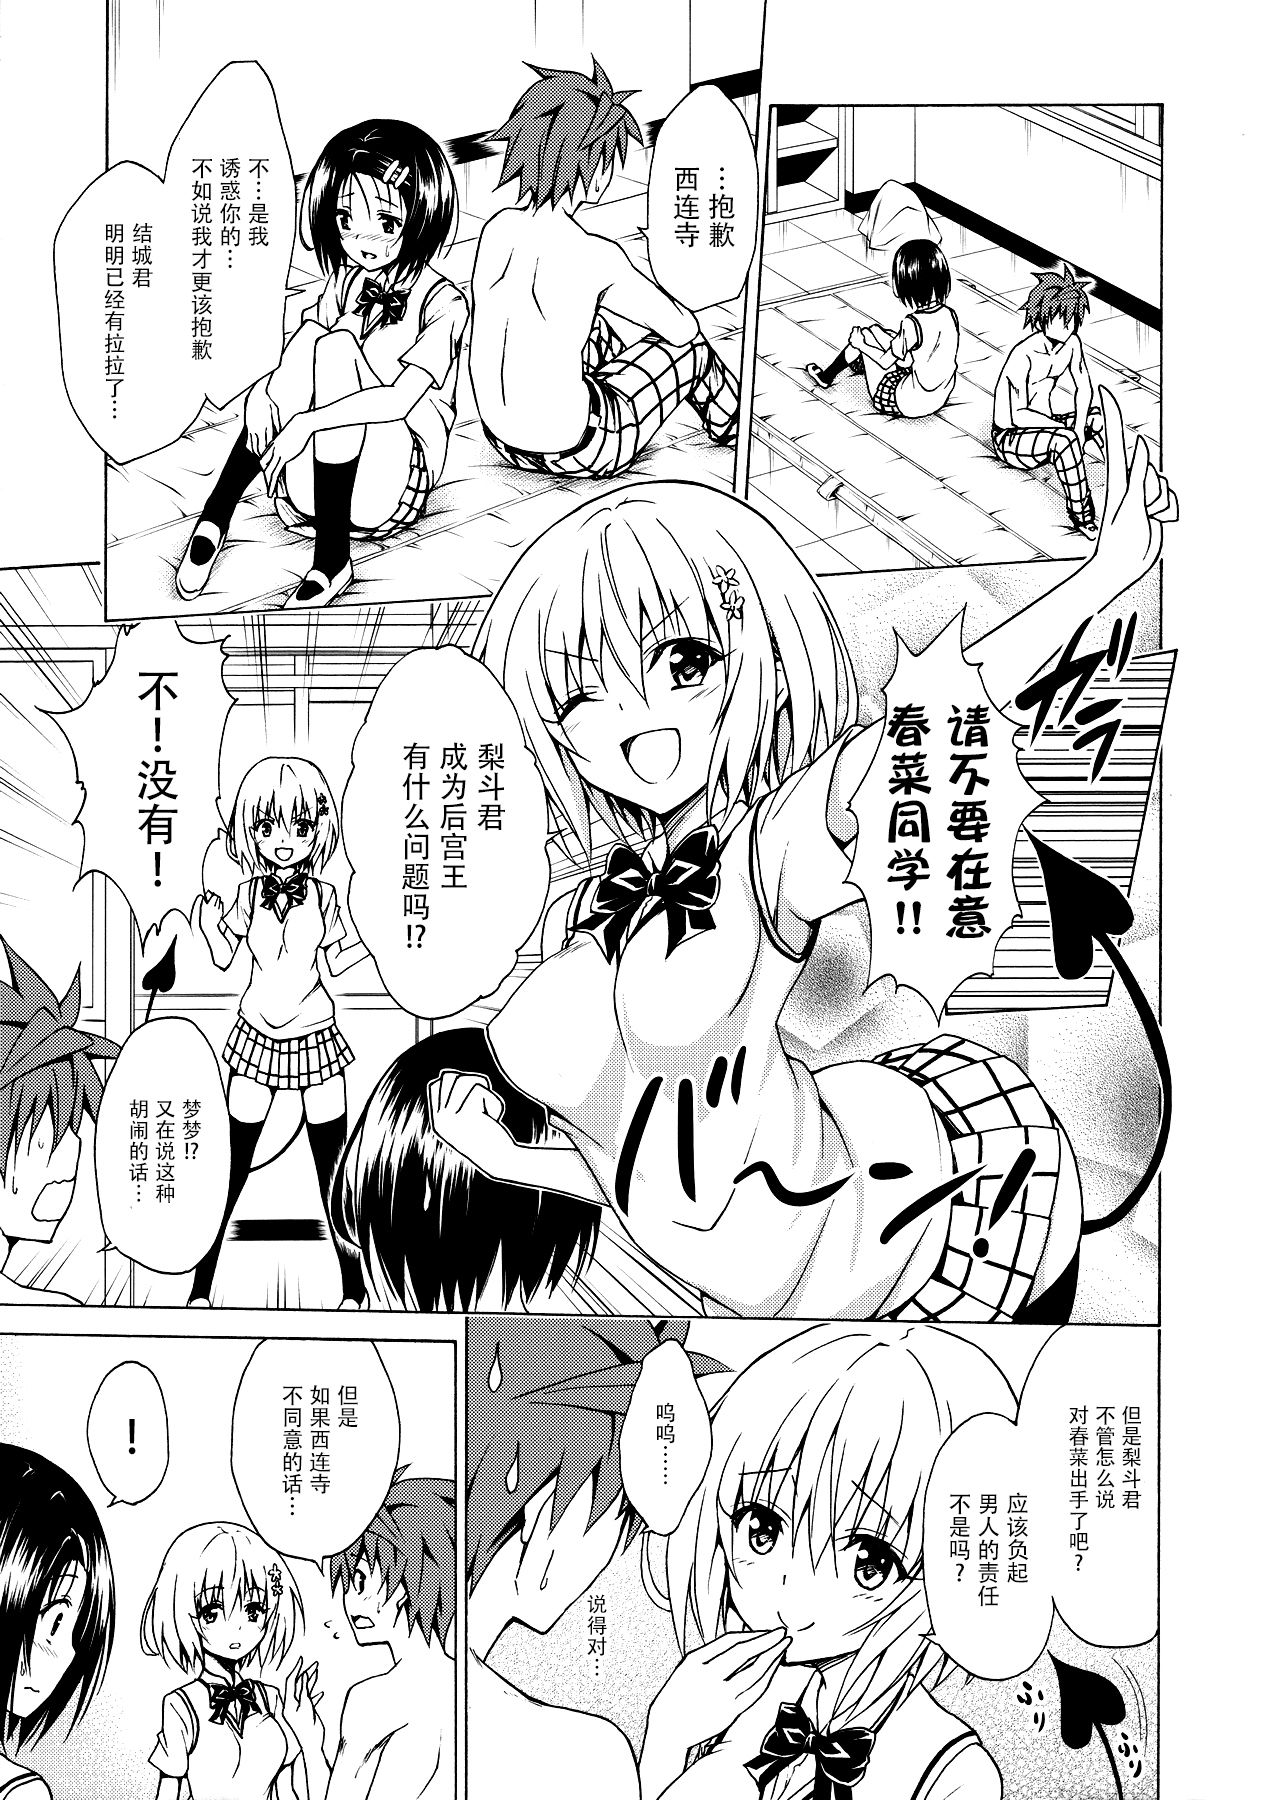 …抱歉
西连寺
不…是我
诱惑你的…
不如说我才更该抱歉
结城君
明明已经有拉拉了…
ガラッ
请不要在意
春菜同学!!
バ～ン!
梨斗君
成为后宫王
有什么问题吗!?
不！没有！
梦梦!?
又在说这种
胡闹的话…
但是梨斗君
不管怎么说
对春菜出手了吧？
应该负起
男人的责任
不是吗？
ふり
ふり
呜呜……
说得对…
但是
如果西连寺
不同意的话…
！